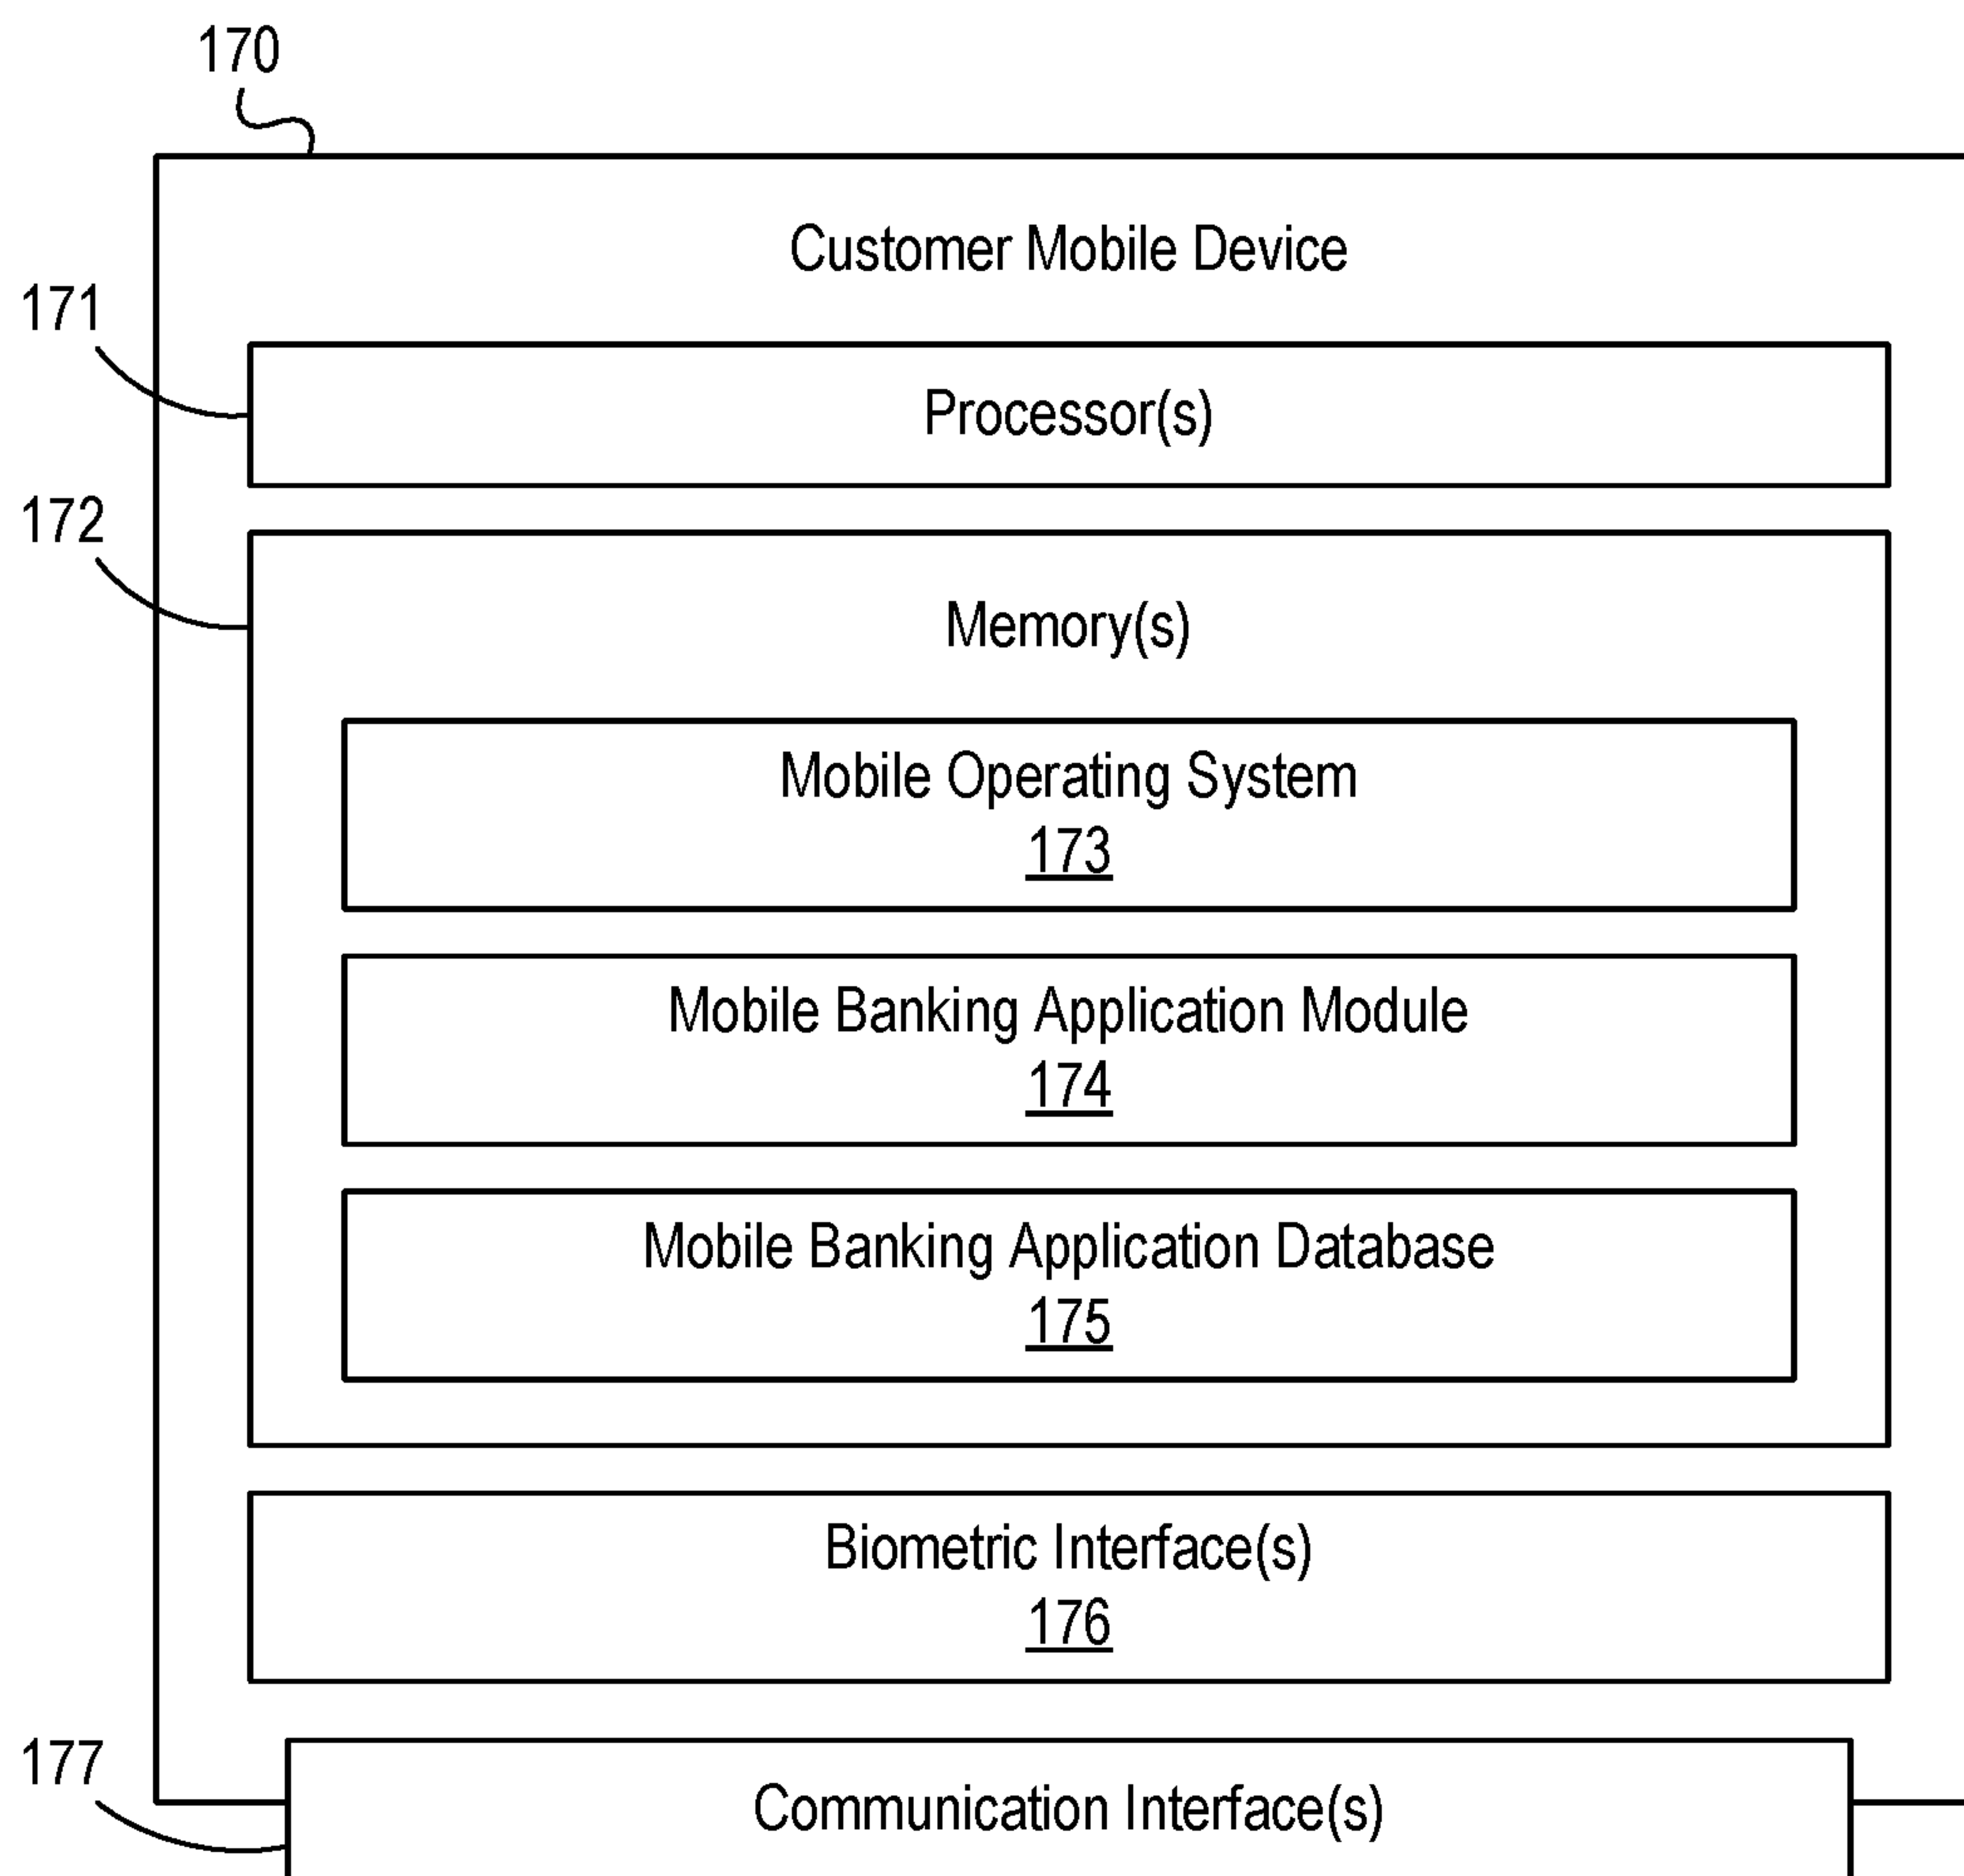 170
Customer Mobile Device
171
Processor(s)
172
Memory(s)
Mobile Operating System
173
Mobile Banking Application Module
174
Mobile Banking Application Database
175
Biometric Interface(s)
176
177
Communication Interface(s)